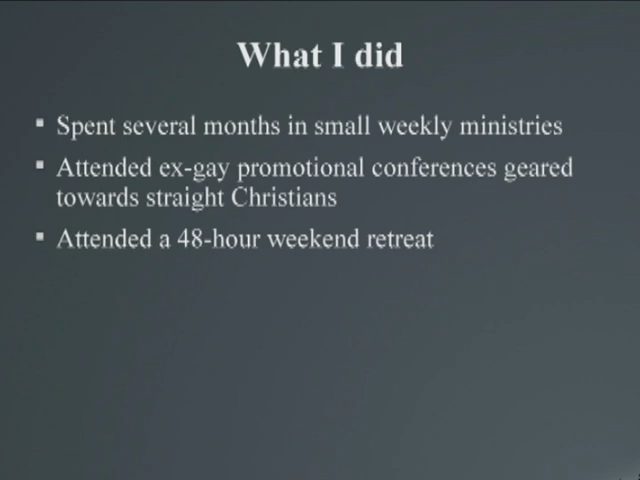 What I did
▪ Spent several months in small weekly ministries
▪ Attended ex-gay promotional conferences geared
towards straight Christians
▪ Attended a 48-hour weekend retreat